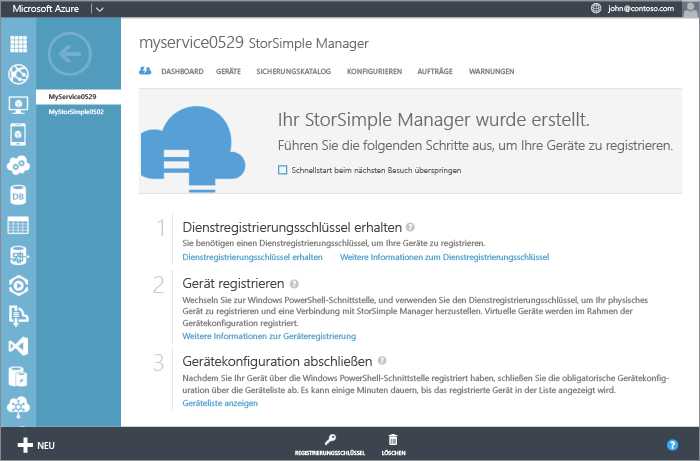 Microsoft Azure
john@contoso.com
myservice0529 StorSimple Manager
MyService0529
MyStorSimple0502
DB
DASHBOARD GERÄTE SICHERUNGSKATALOG KONFIGURIEREN AUFTRÄGE WARNUNGEN
Ihr StorSimple Manager wurde erstellt.
Führen Sie die folgenden Schritte aus, um Ihre Geräte zu registrieren.
Schnellstart beim nächsten Besuch überspringen
1 Dienstregistrierungsschlüssel erhalten ?
Sie benötigen einen Dienstregistrierungsschlüssel, um Ihre Geräte zu registrieren.
Dienstregistrierungsschlüssel erhalten Weitere Informationen zum Dienstregistrierungsschlüssel
2 Gerät registrieren ?
Wechseln Sie zur Windows PowerShell-Schnittstelle, und verwenden Sie den Dienstregistrierungsschlüssel, um Ihr physisches
Gerät zu registrieren und eine Verbindung mit StorSimple Manager herzustellen. Virtuelle Geräte werden im Rahmen der
Gerätekonfiguration registriert.
Weitere Informationen zur Geräteregistrierung
3 Gerätekonfiguration abschließen ?
Nachdem Sie Ihr Gerät über die Windows PowerShell-Schnittstelle registriert haben, schließen Sie die obligatorische Gerätekonfig-
uration über die Geräteliste ab. Es kann einige Minuten dauern, bis das registrierte Gerät in der Liste angezeigt wird.
Geräteliste anzeigen
NEU
REGISTRIERUNGSSCHLÜSSEL
LÖSCHEN
?